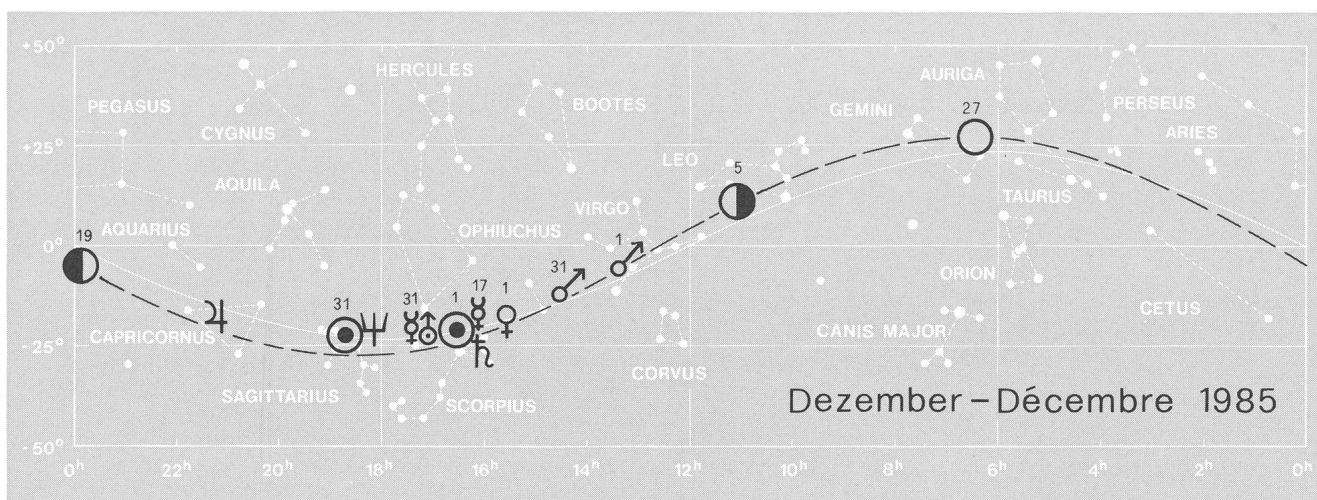 +50°
HERCULES
AURIGA
PEGASUS
BOOTES
GEMINI
27
PERSEUS
CYGNUS
ARIES
+25°
LEO
5
AQUILA
TAURUS
VIRGO
AQUARIUS
OPHIUCHUS
19
0°
1
31
ORION
31
31
1
17
1
CETUS
CAPRICORNUS
CANIS MAJOR
-25°
CORVUS
SAGITTARIUS
SCORPIUS
Dezember – Décembre 1985
-50°
0h 22h 20h 18h 16h 14h 12h 10h 8h 6h 4h 2h 0h